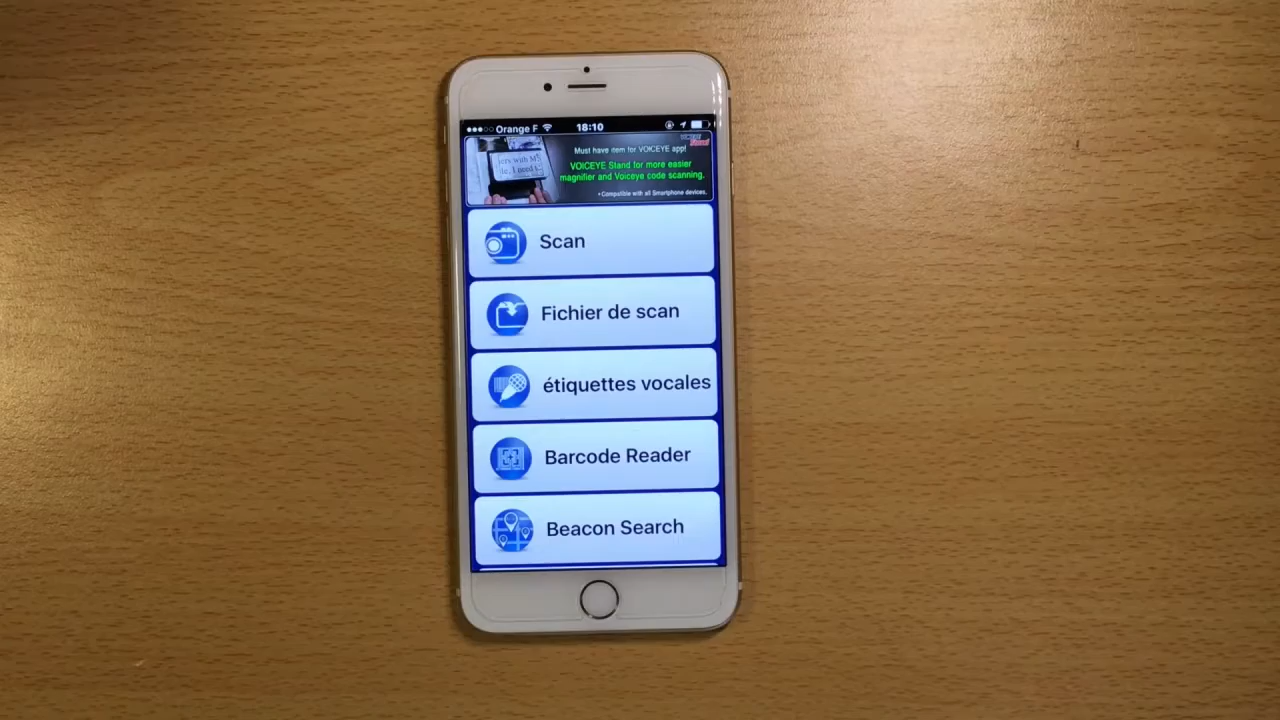 Orange F 18:10
Must have item for VOICEYE app!
VOICEYE Stand for more easier
magnifier and Voiceye code scanning.
• Compatible with all Smartphone devices.
Scan
Fichier de scan
étiquettes vocales
Barcode Reader
Beacon Search